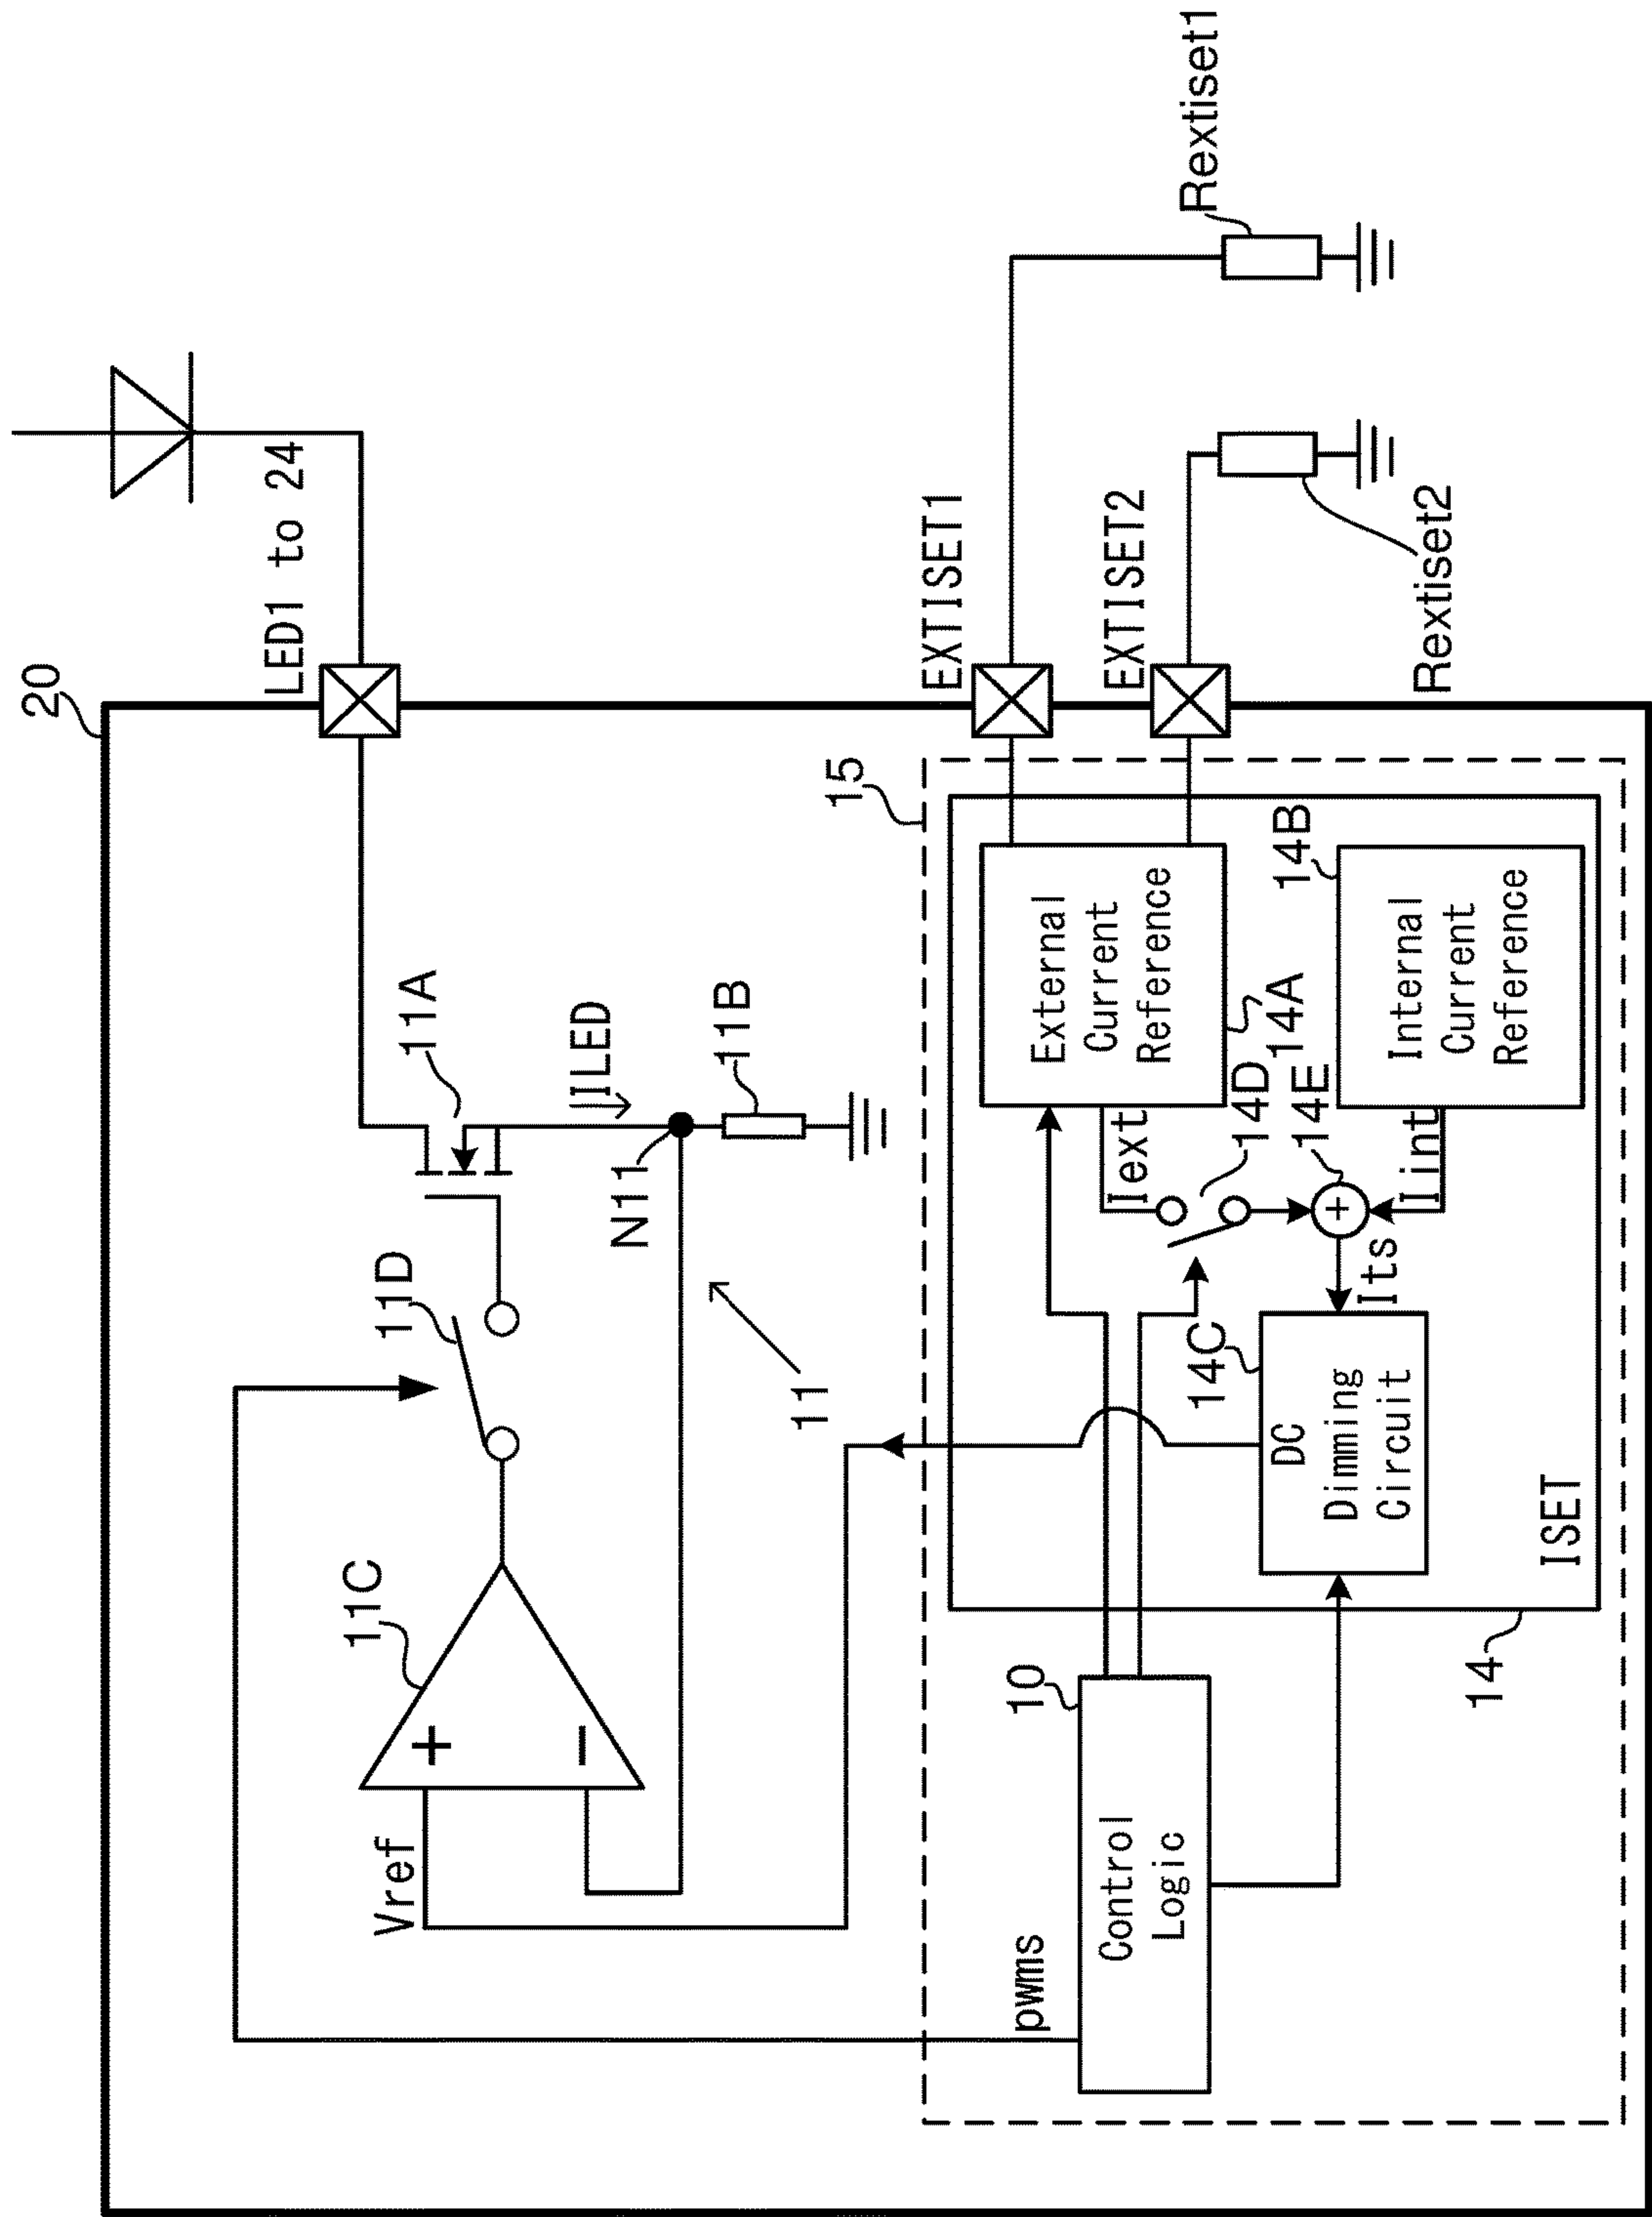 20
LED1 to 24
11C
11D
11A
Vref
+
−
ILED
N11
11B
11
15
EXTISET1
EXTISET2
Rextiset1
Rextiset2
pwms
10
Control
Logic
External
Current
Reference
14A
Iext
14D
14E
+
Iint
Its
14B
Internal
Current
Reference
14C
DC
Dimming
Circuit
ISET
14